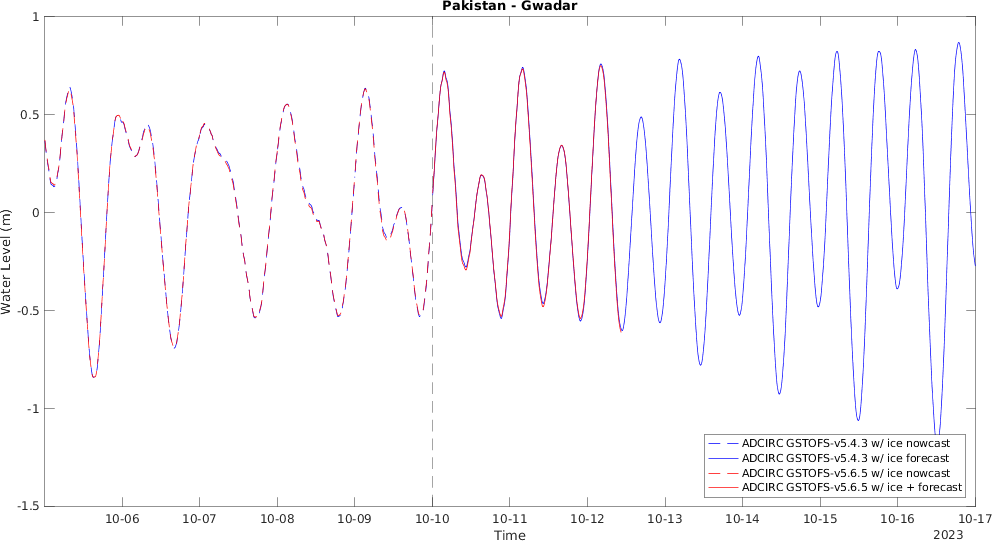 Pakistan - Gwadar
1
0.5
0
-0.5
-1
-1.5
Water Level (m)
10-06 10-07 10-08 10-09 10-10 10-11 10-12 10-13 10-14 10-15 10-16 10-17
Time
2023
ADCIRC GSTOFS-v5.4.3 w/ ice nowcast
ADCIRC GSTOFS-v5.4.3 w/ ice forecast
ADCIRC GSTOFS-v5.6.5 w/ ice nowcast
ADCIRC GSTOFS-v5.6.5 w/ ice + forecast